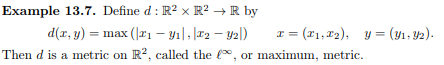 Example 13.7. Define d : ℝ² × ℝ² → ℝ by
d(x, y) = max (|x₁ − y₁| , |x₂ − y₂|)    x = (x₁, x₂),  y = (y₁, y₂).
Then d is a metric on ℝ², called the ℓ∞, or maximum, metric.